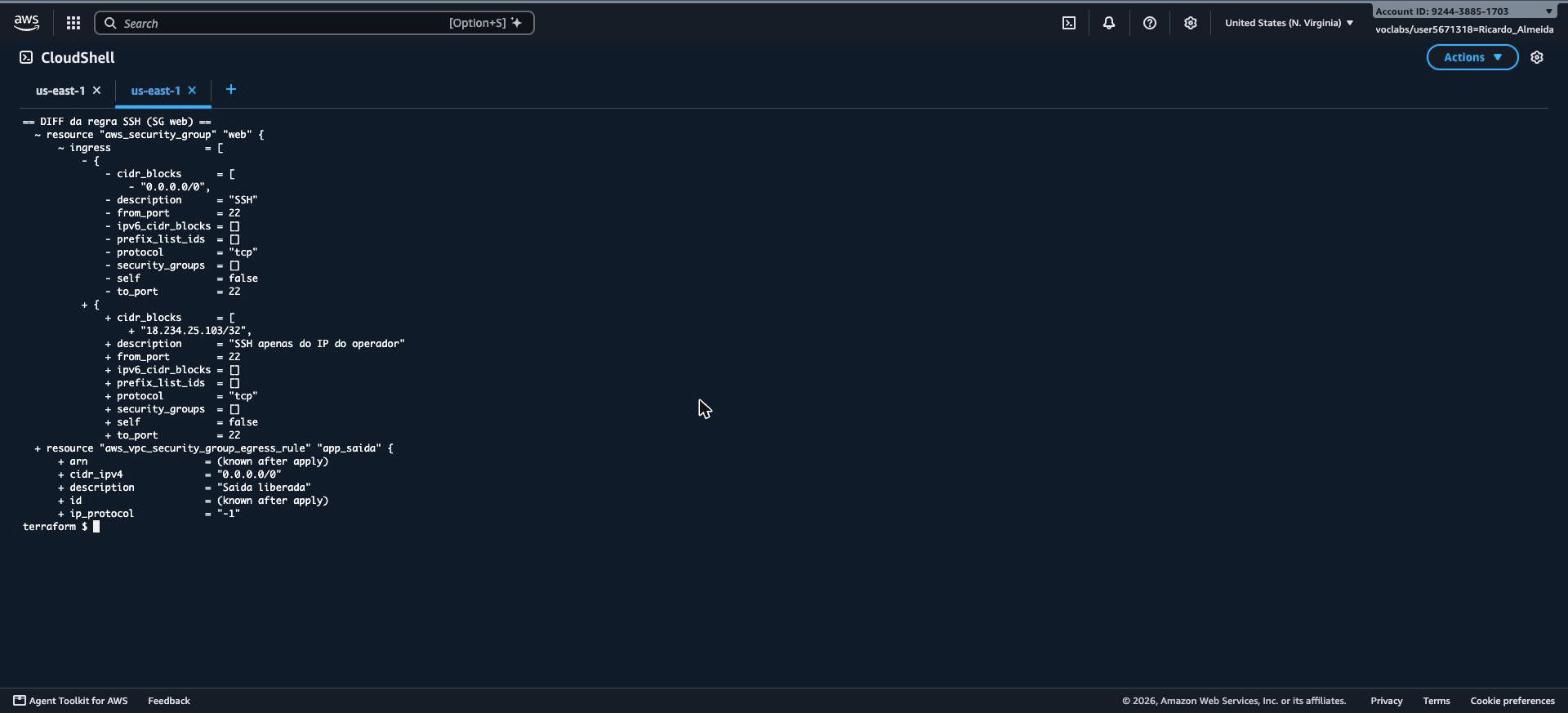 aws
Search [Option+S]
United States (N. Virginia)
Account ID: 9244-3885-1703
voclabs/user5671318=Ricardo_Almeida
CloudShell
Actions
us-east-1
us-east-1
+
== DIFF da regra SSH (SG web) ==
  ~ resource "aws_security_group" "web" {
      ~ ingress                = [
          - {
              - cidr_blocks      = [
                  - "0.0.0.0/0",
              - description      = "SSH"
              - from_port        = 22
              - ipv6_cidr_blocks = []
              - prefix_list_ids  = []
              - protocol         = "tcp"
              - security_groups  = []
              - self             = false
              - to_port          = 22
          + {
              + cidr_blocks      = [
                  + "18.234.25.103/32",
              + description      = "SSH apenas do IP do operador"
              + from_port        = 22
              + ipv6_cidr_blocks = []
              + prefix_list_ids  = []
              + protocol         = "tcp"
              + security_groups  = []
              + self             = false
              + to_port          = 22
  + resource "aws_vpc_security_group_egress_rule" "app_saida" {
      + arn                    = (known after apply)
      + cidr_ipv4              = "0.0.0.0/0"
      + description            = "Saida liberada"
      + id                     = (known after apply)
      + ip_protocol            = "-1"
terraform $
Agent Toolkit for AWS
Feedback
© 2026, Amazon Web Services, Inc. or its affiliates.
Privacy
Terms
Cookie preferences